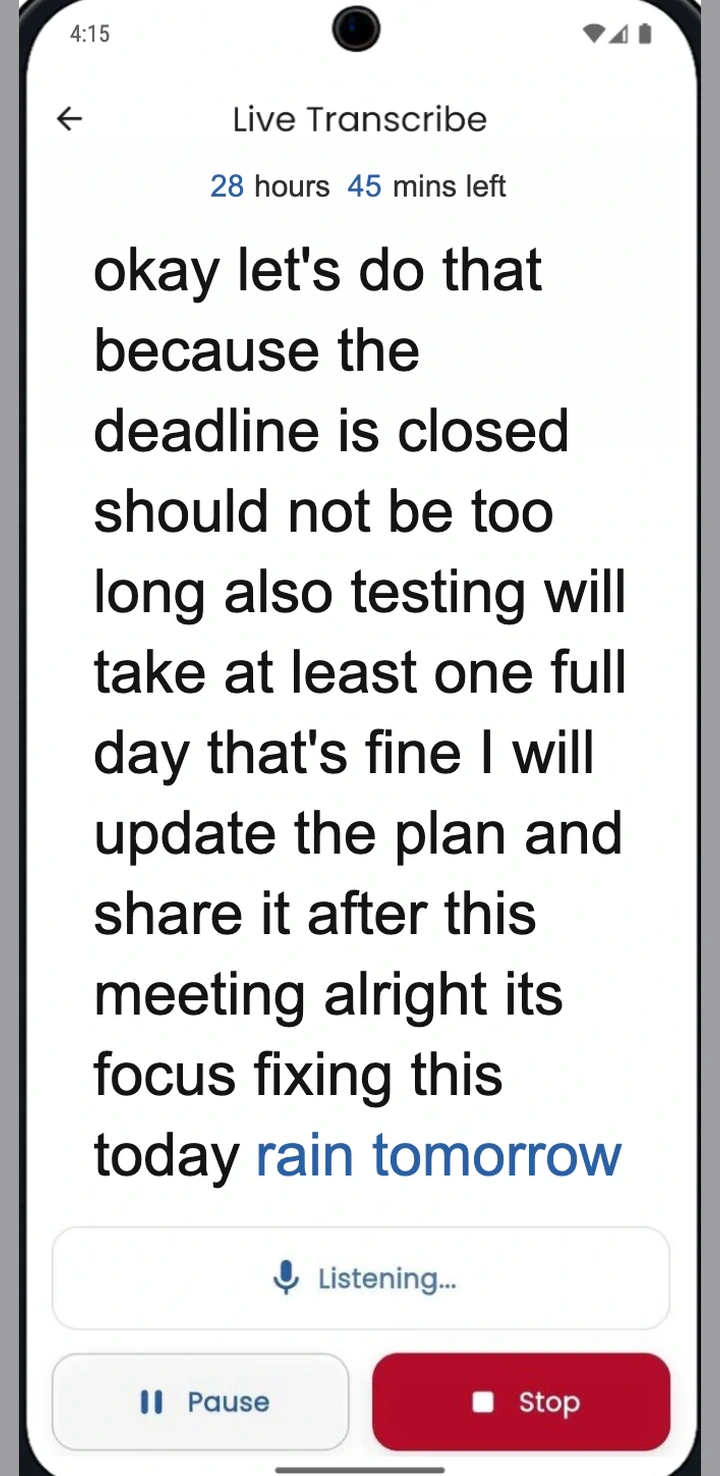 4:15
Live Transcribe
28 hours 45 mins left
okay let's do that
because the
deadline is closed
should not be too
long also testing will
take at least one full
day that's fine I will
update the plan and
share it after this
meeting alright its
focus fixing this
today rain tomorrow
Listening...
Pause
Stop